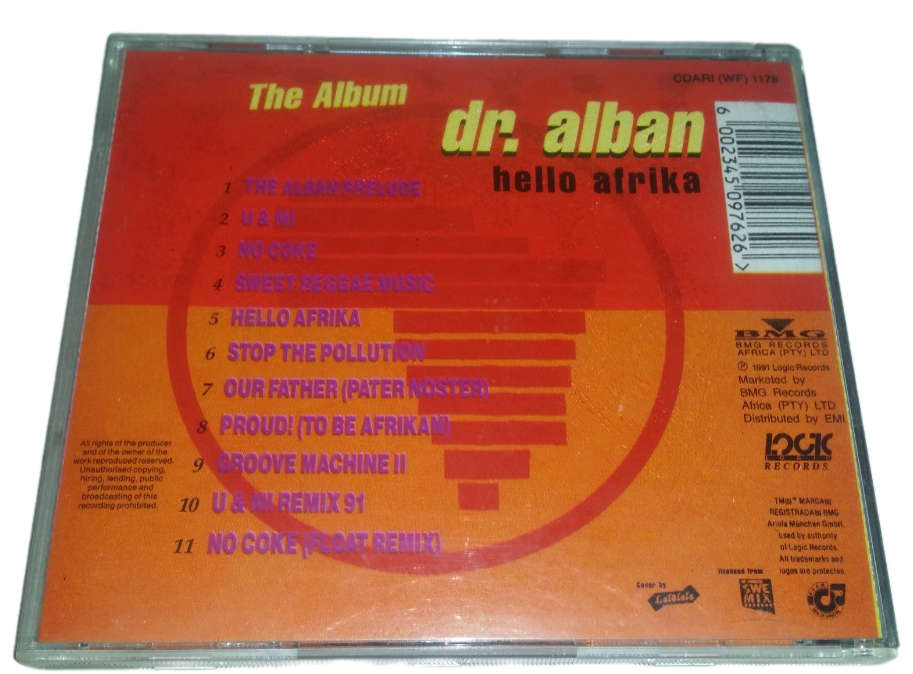 CDARI (WF) 1178
The Album
dr. alban
hello afrika
6 002345 097626 >
1 THE ALBAN PRELUDE
2 U & MI
3 NO COKE
4 SWEET REGGAE MUSIC
5 HELLO AFRIKA
6 STOP THE POLLUTION
7 OUR FATHER (PATER NOSTER)
8 PROUD! (TO BE AFRIKAN)
9 GROOVE MACHINE II
10 U & MI REMIX 91
11 NO COKE (FLOAT REMIX)
BMG
BMG RECORDS
AFRICA (PTY) LTD
℗ 1991 Logic Records
Marketed by
BMG Records
Africa (PTY) LTD
Distributed by EMI
LOGIC
RECORDS
All rights of the producer
and of the owner of the
work reproduced reserved.
Unauthorised copying,
hiring, lending, public
performance and
broadcasting of this
recording prohibited.
REGISTRADA(S) BMG
Ariola München GmbH,
used by authority
of Logic Records.
All trademarks and
logos are protected.
licensed from
SWE
MIX
Cover by